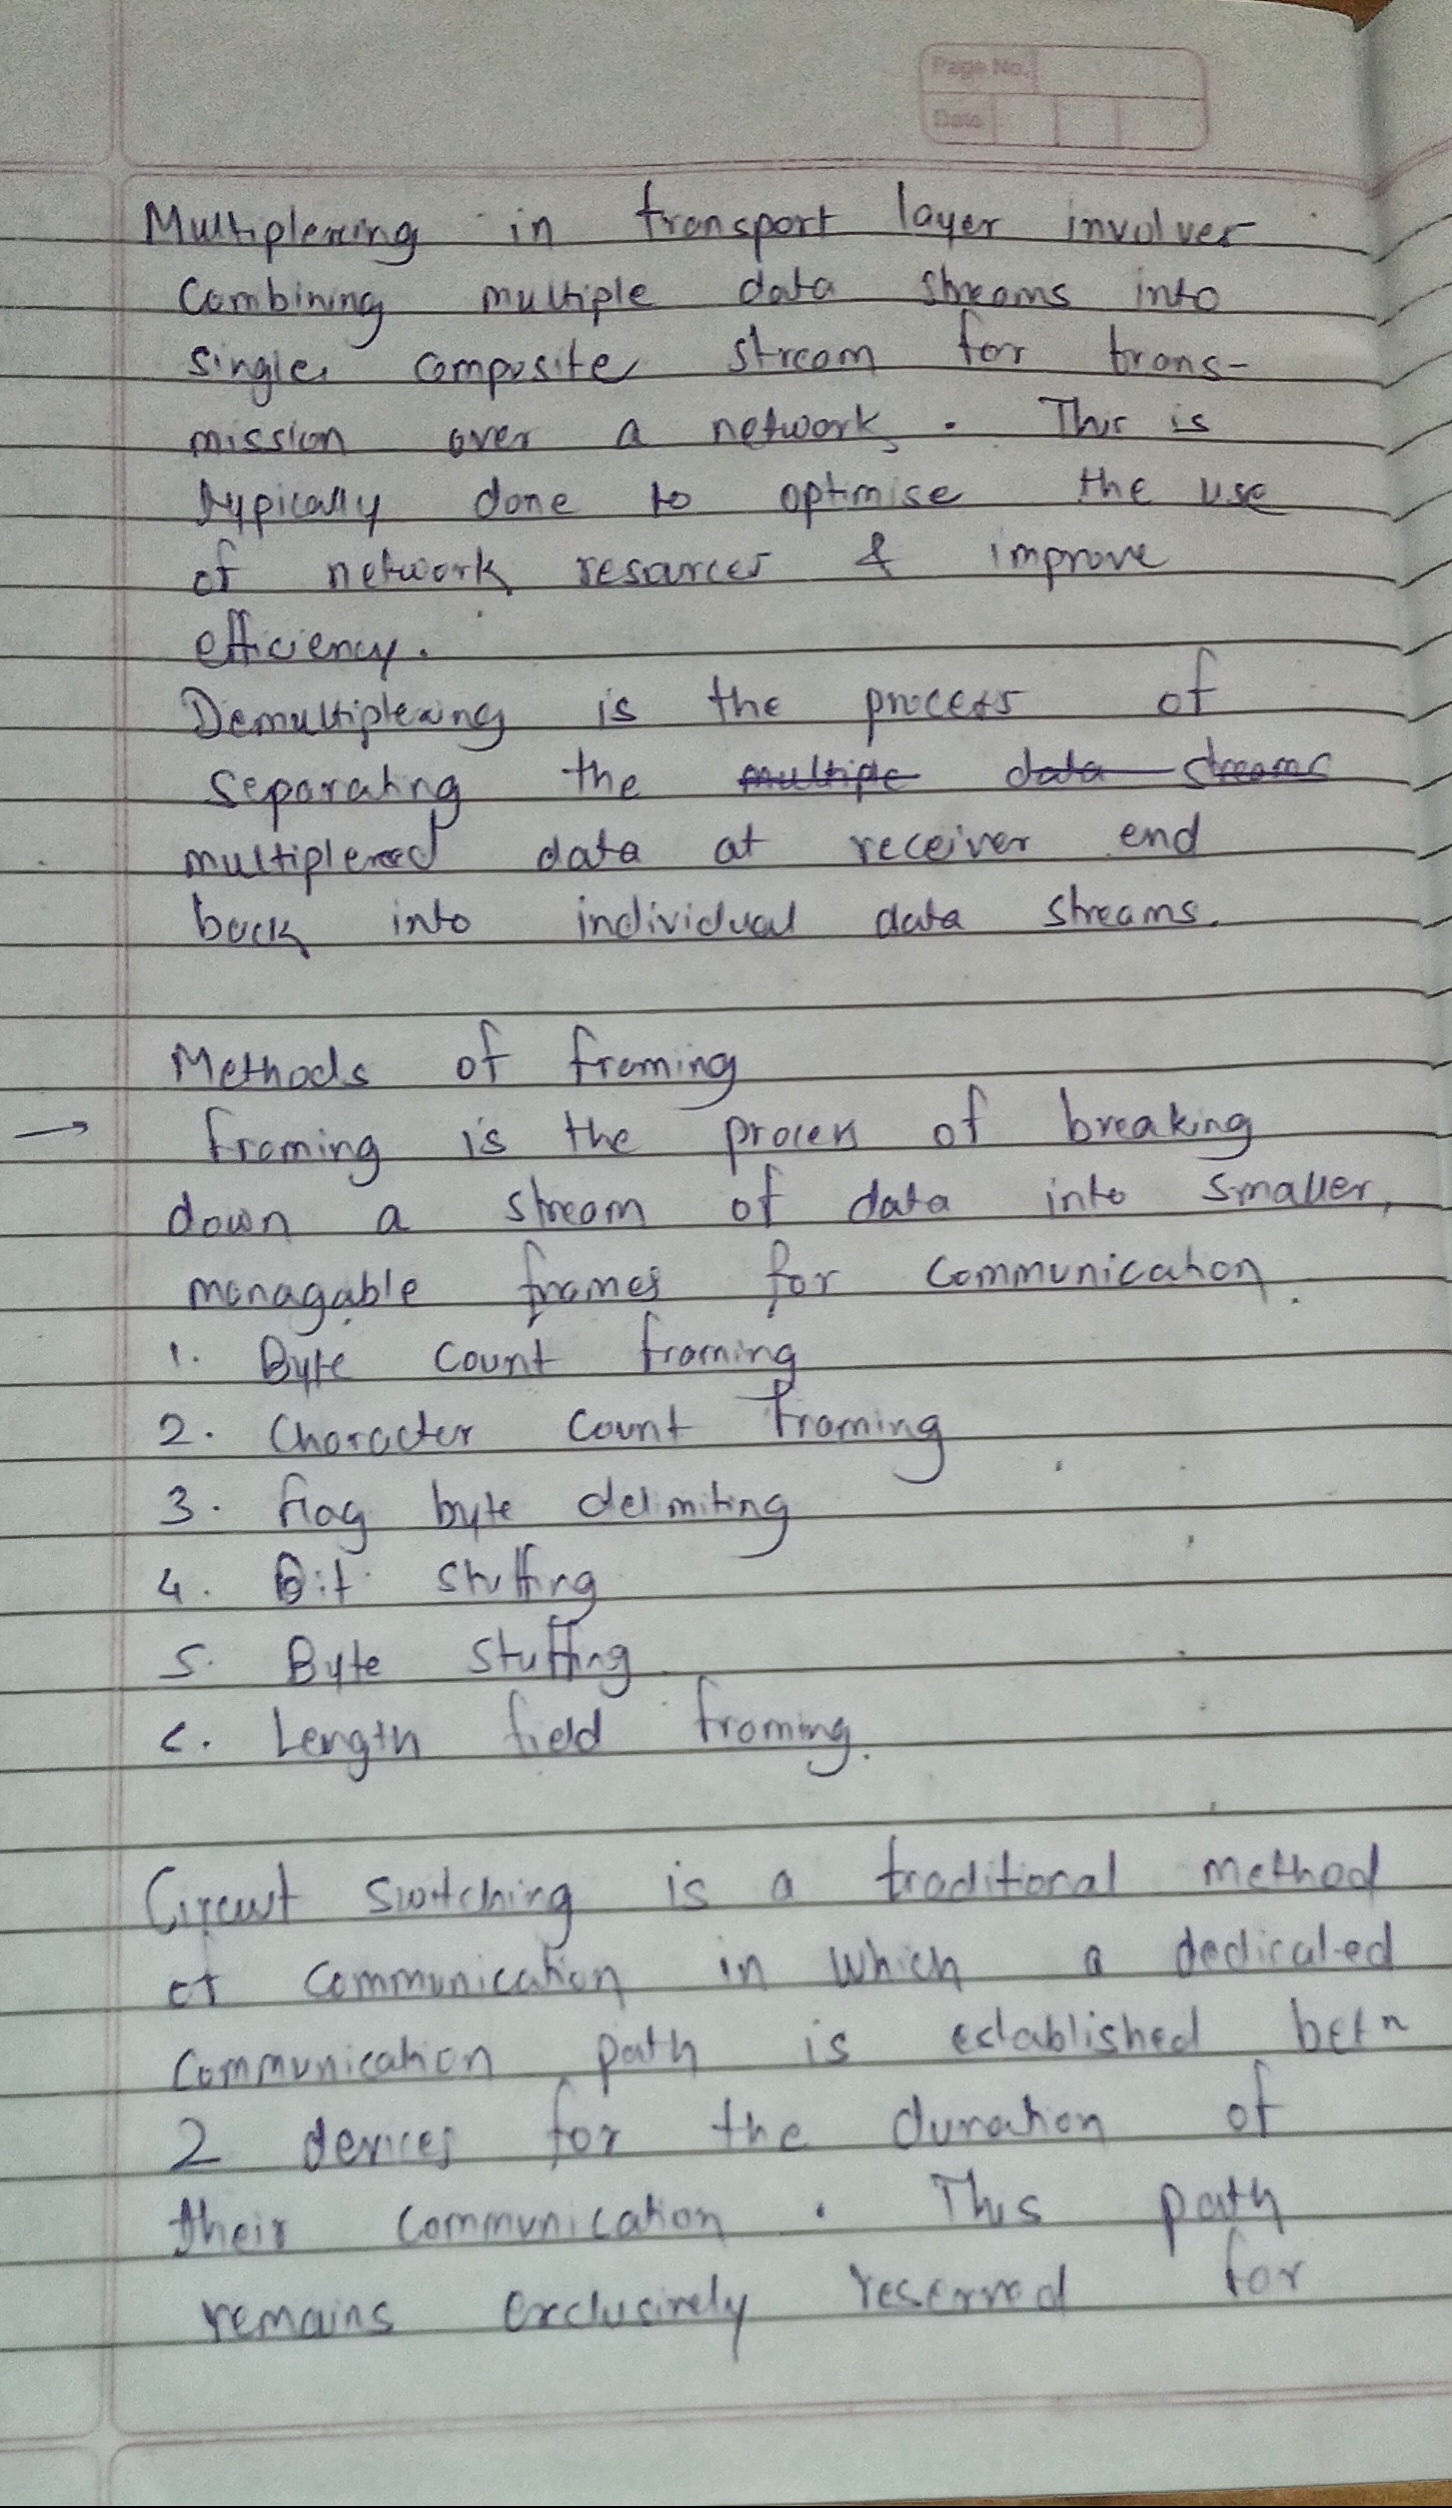 Page No.
Date
Multiplexing in transport layer involves
Combining multiple data streams into
single composite stream for trans-
mission over a network. This is
typically done to optimise the use
of network resources & improve
efficiency.
Demultiplexing is the process of
separating the multiple data streams
multiplexed data at receiver end
back into individual data streams.
Methods of framing
→ Framing is the process of breaking
down a stream of data into smaller,
managable frames for communication.
1. Byte count framing
2. Character count framing
3. Flag byte delimiting
4. Bit stuffing
5. Byte stuffing
6. Length field framing.
Circuit switching is a traditional method
of communication in which a dedicated
communication path is established betn
2 devices for the duration of
their communication. This path
remains exclusively reserved for